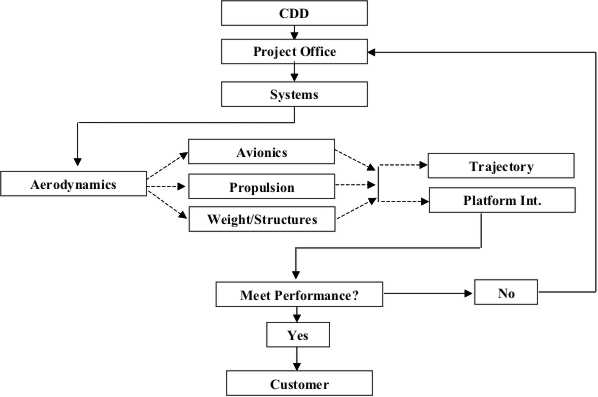 CDD
Project Office
Systems
Avionics
Trajectory
Aerodynamics
Propulsion
Platform Int.
Weight/Structures
Meet Performance?
No
Yes
Customer